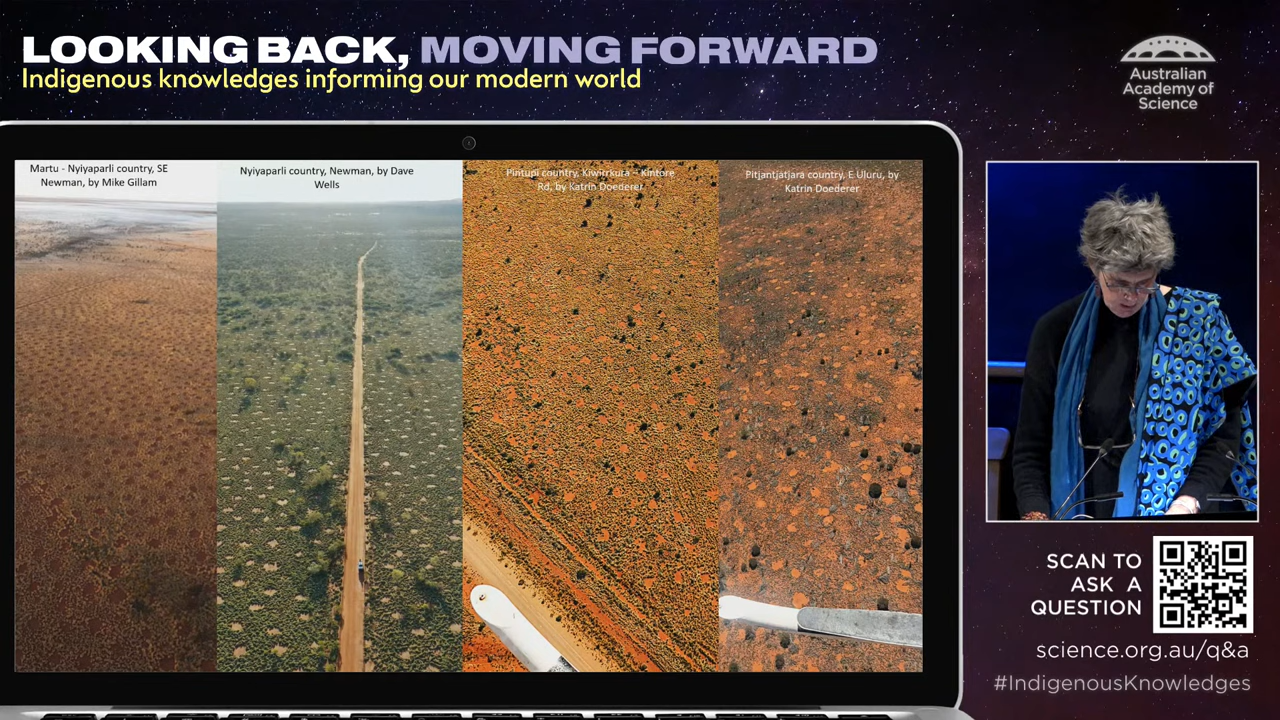 LOOKING BACK, MOVING FORWARD
Indigenous knowledges informing our modern world
Australian
Academy of
Science
Martu - Nyiyaparli country, SE
Newman, by Mike Gillam
Nyiyaparli country, Newman, by Dave
Wells
Pintupi country, Kiwirrkura – Kintore
Rd, by Katrin Doederer
Pitjantjatjara country, E Uluru, by
Katrin Doederer
SCAN TO
ASK A
QUESTION
science.org.au/q&a
#IndigenousKnowledges